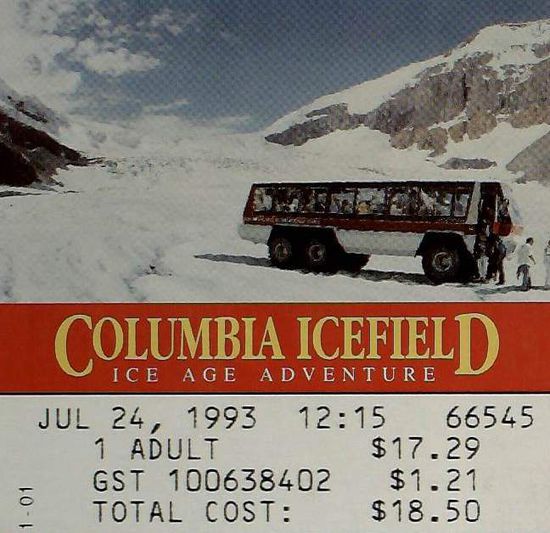 COLUMBIA ICEFIELD
ICE AGE ADVENTURE
JUL 24, 1993 12:15 66545
1 ADULT $17.29
GST 100638402 $1.21
TOTAL COST: $18.50
1-01